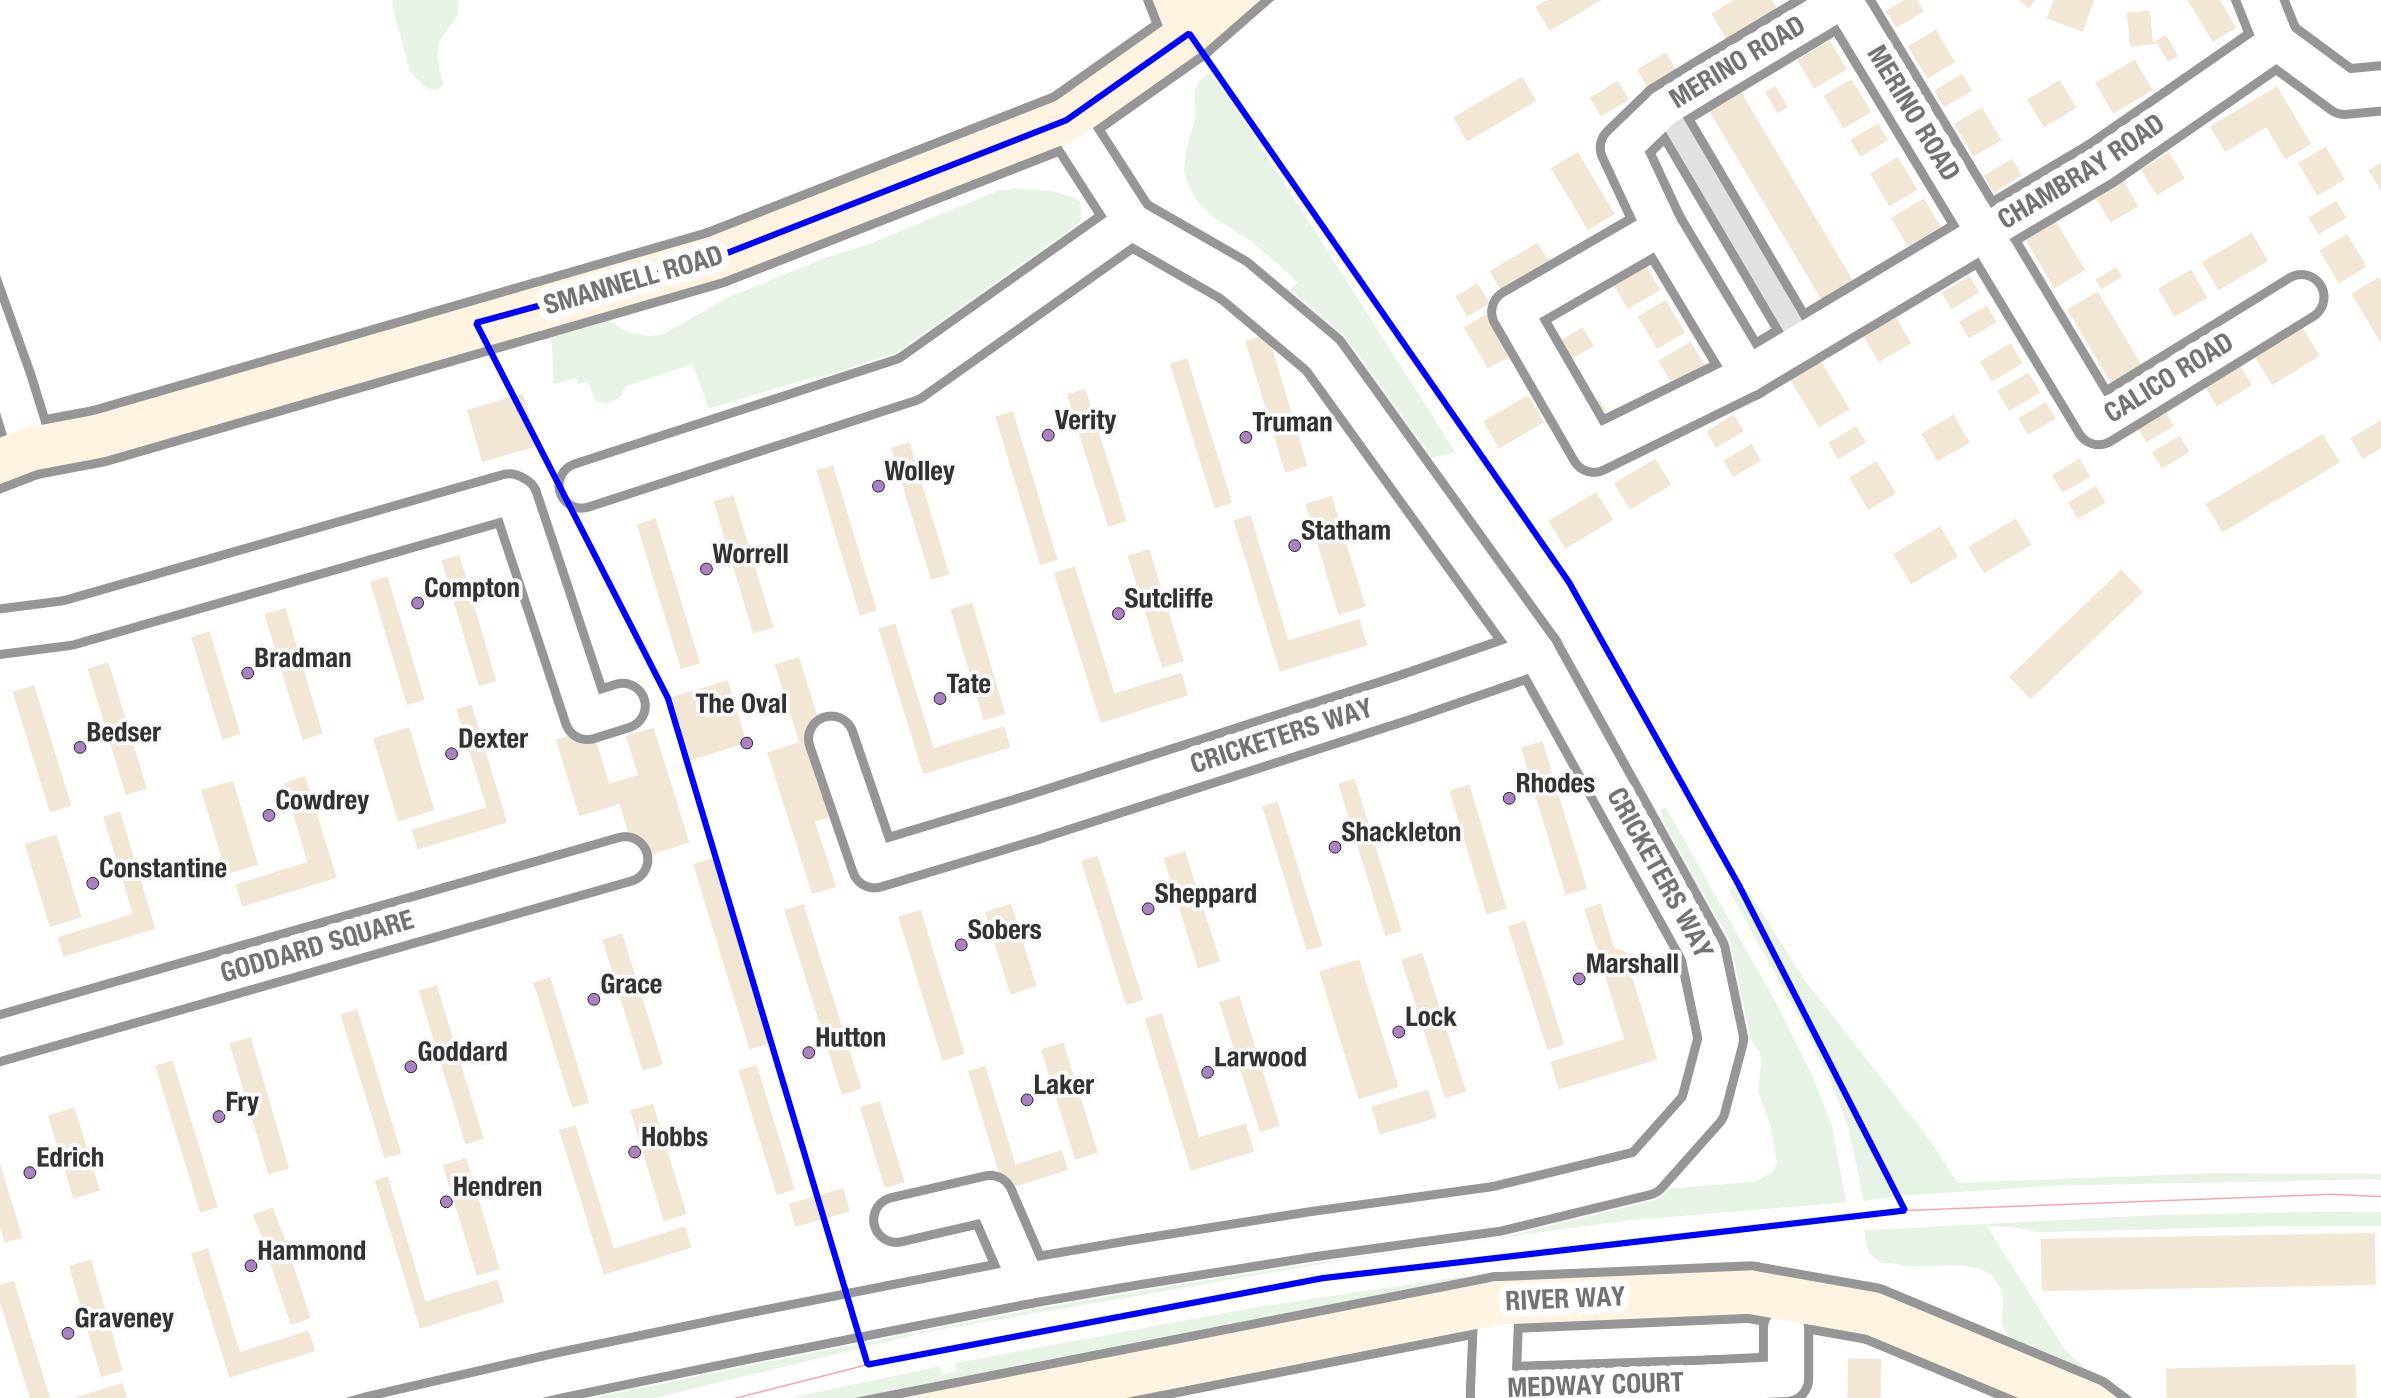 MERINO ROAD
MERINO ROAD
CHAMBRAY ROAD
SMANNELL ROAD
CALICO ROAD
Verity
Truman
Wolley
Statham
Worrell
Compton
Sutcliffe
Bradman
Tate
The Oval
Bedser
Dexter
CRICKETERS WAY
Rhodes
Cowdrey
Shackleton
CRICKETERS WAY
Constantine
Sheppard
Sobers
GODDARD SQUARE
Marshall
Grace
Lock
Hutton
Goddard
Larwood
Laker
Fry
Hobbs
Edrich
Hendren
Hammond
RIVER WAY
Graveney
MEDWAY COURT